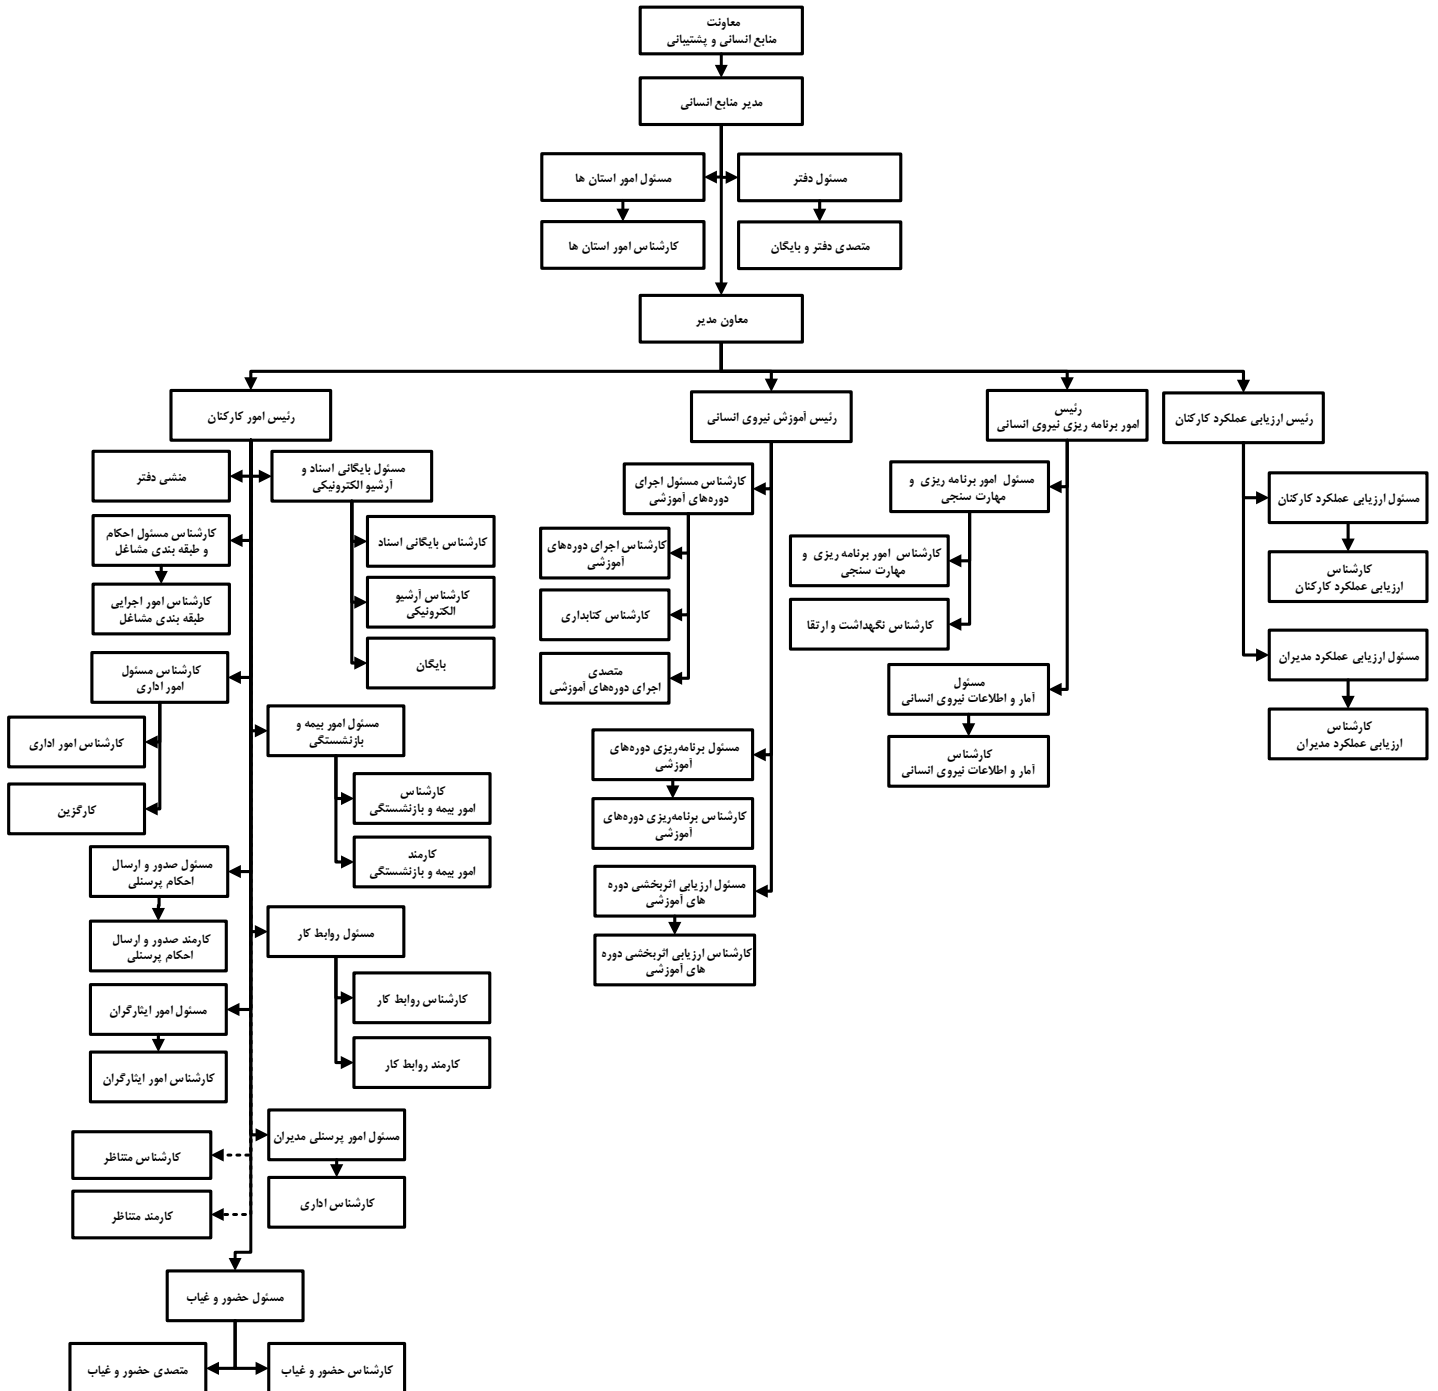 معاونت
منابع انسانی و پشتیبانی
مدیر منابع انسانی
مسئول دفتر
مسئول امور استان ها
متصدی دفتر و بایگان
کارشناس امور استان ها
معاون مدیر
رئیس ارزیابی عملکرد کارکنان
مسئول ارزیابی عملکرد کارکنان
کارشناس
ارزیابی عملکرد کارکنان
مسئول ارزیابی عملکرد مدیران
کارشناس
ارزیابی عملکرد مدیران
رئیس
امور برنامه ریزی نیروی انسانی
مسئول امور برنامه ریزی و
مهارت سنجی
کارشناس امور برنامه ریزی و
مهارت سنجی
کارشناس نگهداشت و ارتقا
مسئول
آمار و اطلاعات نیروی انسانی
کارشناس
آمار و اطلاعات نیروی انسانی
رئیس آموزش نیروی انسانی
کارشناس مسئول اجرای
دوره‌های آموزشی
کارشناس اجرای دوره‌های
آموزشی
کارشناس کتابداری
متصدی
اجرای دوره‌های آموزشی
مسئول برنامه‌ریزی دوره‌های
آموزشی
کارشناس برنامه‌ریزی دوره‌های
آموزشی
مسئول ارزیابی اثربخشی دوره
های آموزشی
کارشناس ارزیابی اثربخشی دوره
های آموزشی
رئیس امور کارکنان
مسئول بایگانی اسناد و
آرشیو الکترونیکی
کارشناس بایگانی اسناد
کارشناس آرشیو
الکترونیکی
بایگان
منشی دفتر
کارشناس مسئول احکام
و طبقه بندی مشاغل
کارشناس امور اجرایی
طبقه بندی مشاغل
کارشناس مسئول
امور اداری
کارشناس امور اداری
کارگزین
مسئول امور بیمه و
بازنشستگی
کارشناس
امور بیمه و بازنشستگی
کارمند
امور بیمه و بازنشستگی
مسئول صدور و ارسال
احکام پرسنلی
کارمند صدور و ارسال
احکام پرسنلی
مسئول روابط کار
کارشناس روابط کار
کارمند روابط کار
مسئول امور ایثارگران
کارشناس امور ایثارگران
مسئول امور پرسنلی مدیران
کارشناس اداری
کارشناس متناظر
کارمند متناظر
مسئول حضور و غیاب
کارشناس حضور و غیاب
متصدی حضور و غیاب